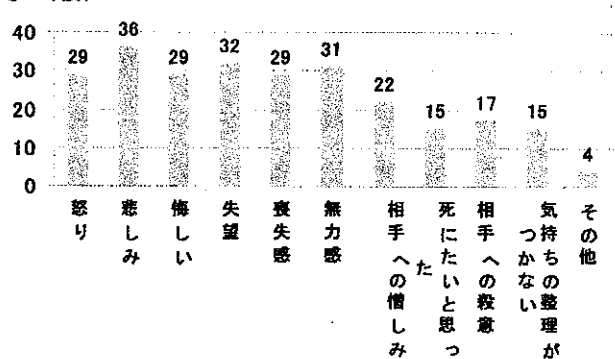 40
30
20
10
0
29
36
29
32
29
31
22
15
17
15
4
怒り
悲しみ
悔しい
失望
喪失感
無力感
相手への憎しみ
死にたいと思っ
た
相手への殺意
気持ちの整理が
つかない
その他